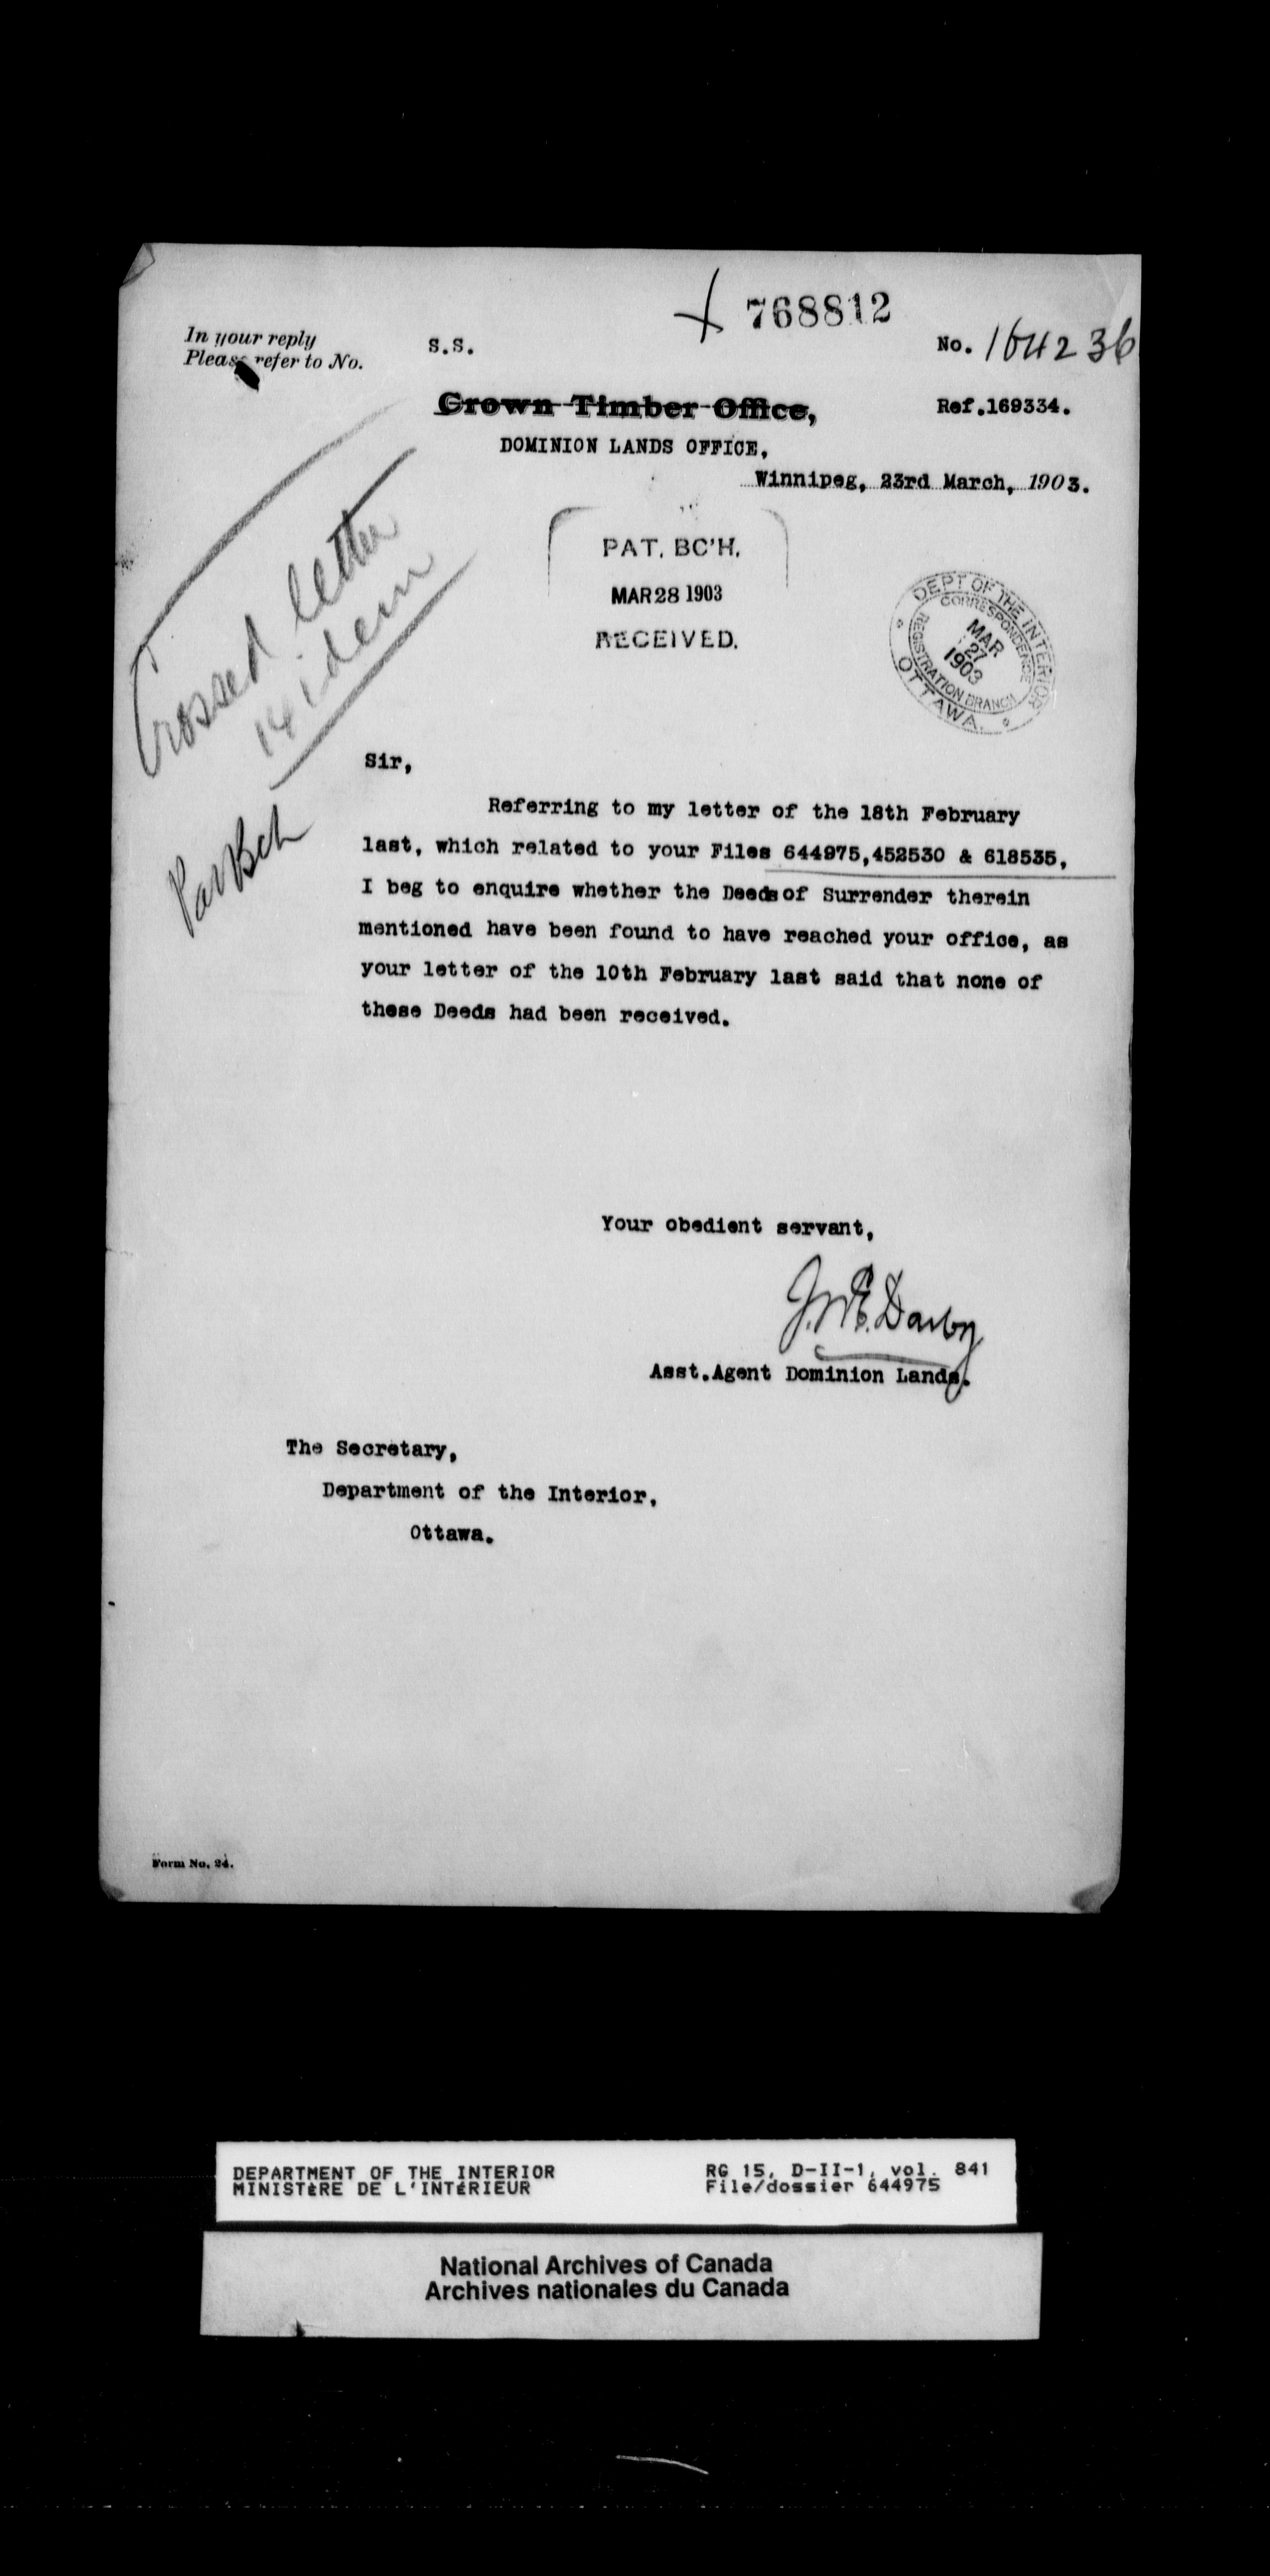 768812
In your reply
Please refer to No.
S.S.
No. 164236
Crown Timber Office,
Ref.169334.
DOMINION LANDS OFFICE,
Winnipeg, 23rd March, 1903.
PAT. BC'H.
MAR 28 1903
RECEIVED.
DEPT OF THE INTERIOR
CORRESPONDENCE
MAR
27
1903
REGISTRATION BRANCH
OTTAWA.
Crossed letter
14 idem
Pat Bch
Sir,
Referring to my letter of the 18th February
last, which related to your Files 644975,452530 & 618535,
I beg to enquire whether the Deeds of Surrender therein
mentioned have been found to have reached your office, as
your letter of the 10th February last said that none of
these Deeds had been received.
Your obedient servant,
J.M.E. Darby
Asst.Agent Dominion Lands.
The Secretary,
Department of the Interior,
Ottawa.
Form No. 24.
DEPARTMENT OF THE INTERIOR
MINISTÈRE DE L'INTÉRIEUR
RG 15, D-II-1, vol. 841
File/dossier 644975
National Archives of Canada
Archives nationales du Canada